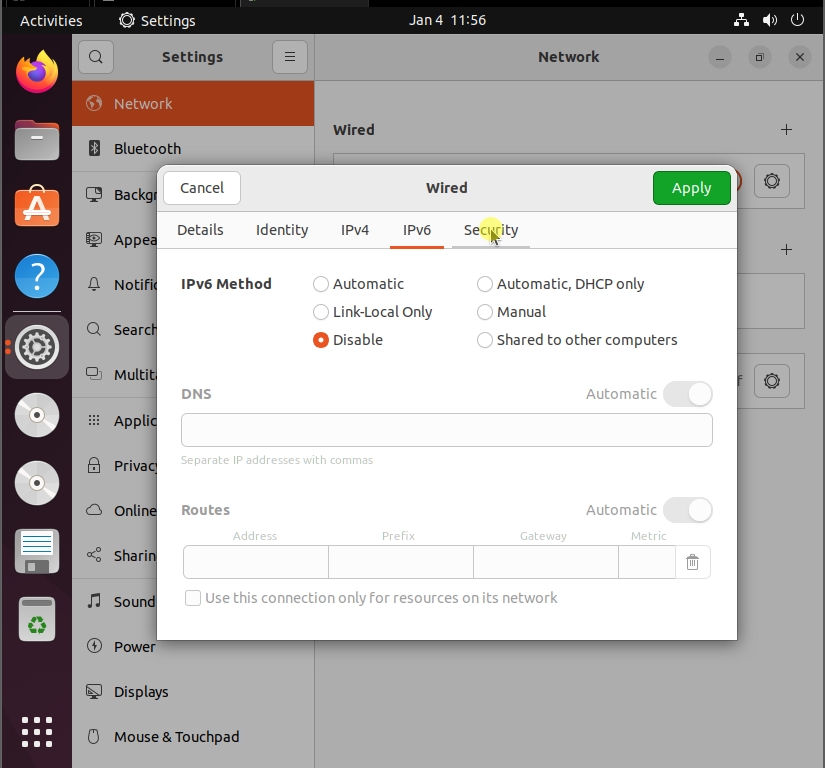 Activities Settings Jan 4 11:56
Settings Network
Network
Bluetooth
Wired
Cancel Wired Apply
Details Identity IPv4 IPv6 Security
IPv6 Method Automatic Automatic, DHCP only
Link-Local Only Manual
Disable Shared to other computers
DNS Automatic
Separate IP addresses with commas
Routes Automatic
Address Prefix Gateway Metric
Use this connection only for resources on its network
Backgr
Appea
Notific
Search
Multita
Applic
Privacy
Online
Sharin
Sound
Power
Displays
Mouse & Touchpad